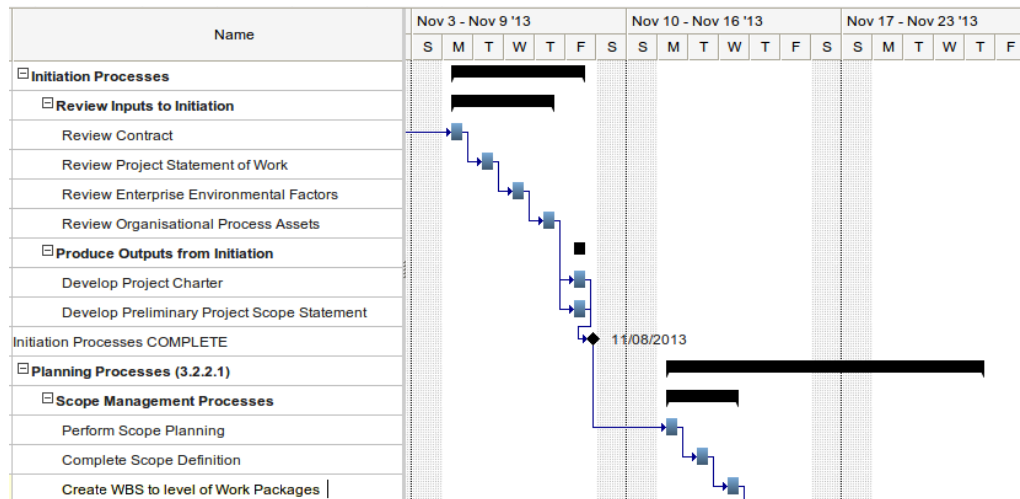 Name
Nov 3 - Nov 9 '13 Nov 10 - Nov 16 '13 Nov 17 - Nov 23 '13
S M T W T F S S M T W T F S S M T W T F
Initiation Processes
Review Inputs to Initiation
Review Contract
Review Project Statement of Work
Review Enterprise Environmental Factors
Review Organisational Process Assets
Produce Outputs from Initiation
Develop Project Charter
Develop Preliminary Project Scope Statement
Initiation Processes COMPLETE 11/08/2013
Planning Processes (3.2.2.1)
Scope Management Processes
Perform Scope Planning
Complete Scope Definition
Create WBS to level of Work Packages